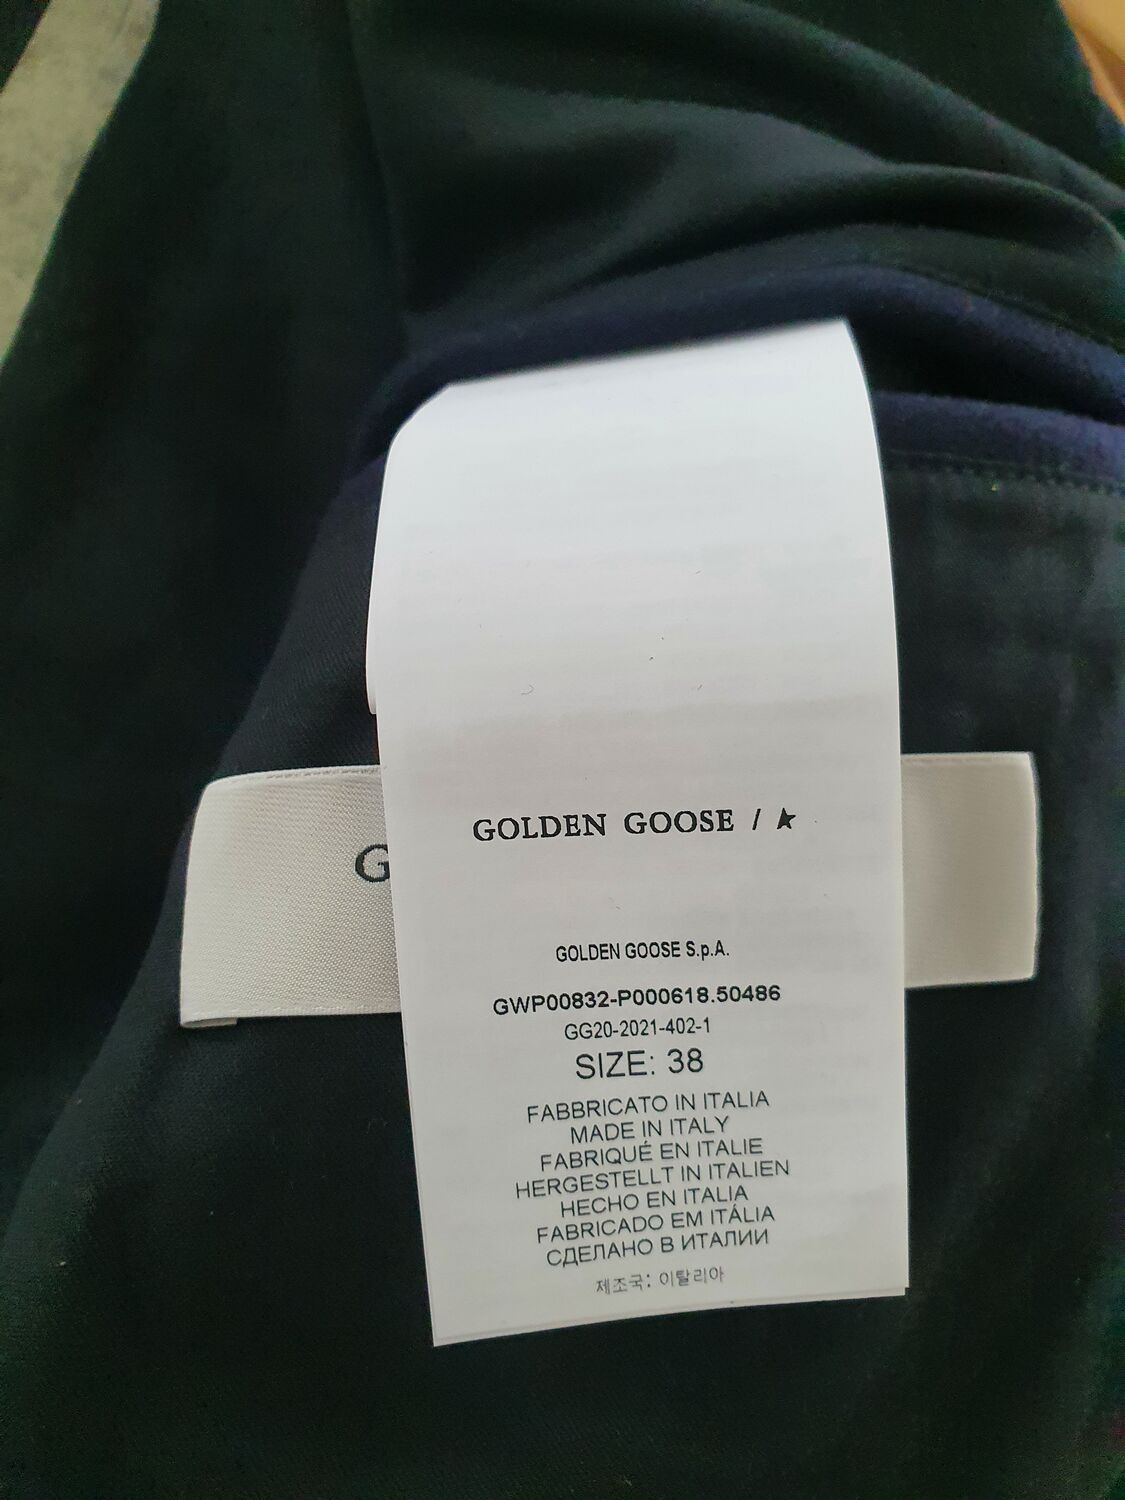 GOLDEN GOOSE /
G
GOLDEN GOOSE S.p.A.
GWP00832-P000618.50486
GG20-2021-402-1
SIZE: 38
FABBRICATO IN ITALIA
MADE IN ITALY
FABRIQUÉ EN ITALIE
HERGESTELLT IN ITALIEN
HECHO EN ITALIA
FABRICADO EM ITÁLIA
СДЕЛАНО В ИТАЛИИ
제조국: 이탈리아